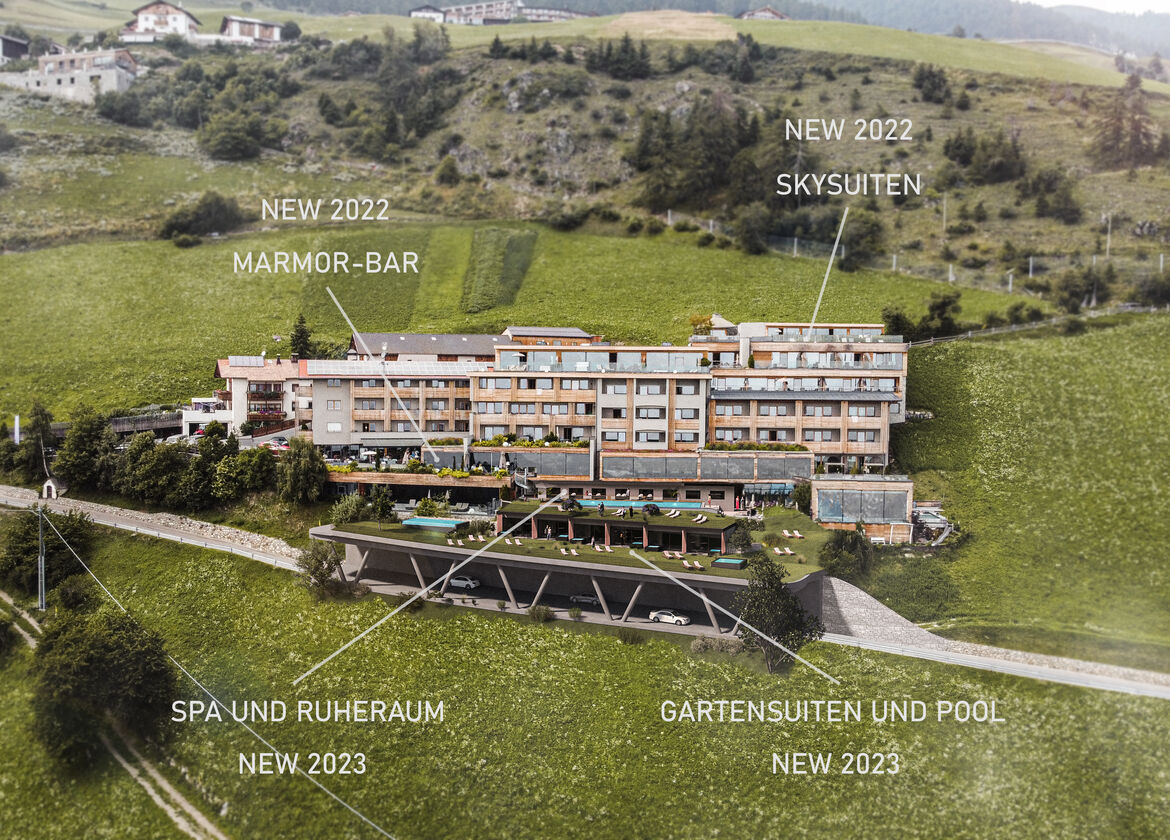 NEW 2022
SKYSUITEN
NEW 2022
MARMOR-BAR
SPA UND RUHERAUM
NEW 2023
GARTENSUITEN UND POOL
NEW 2023